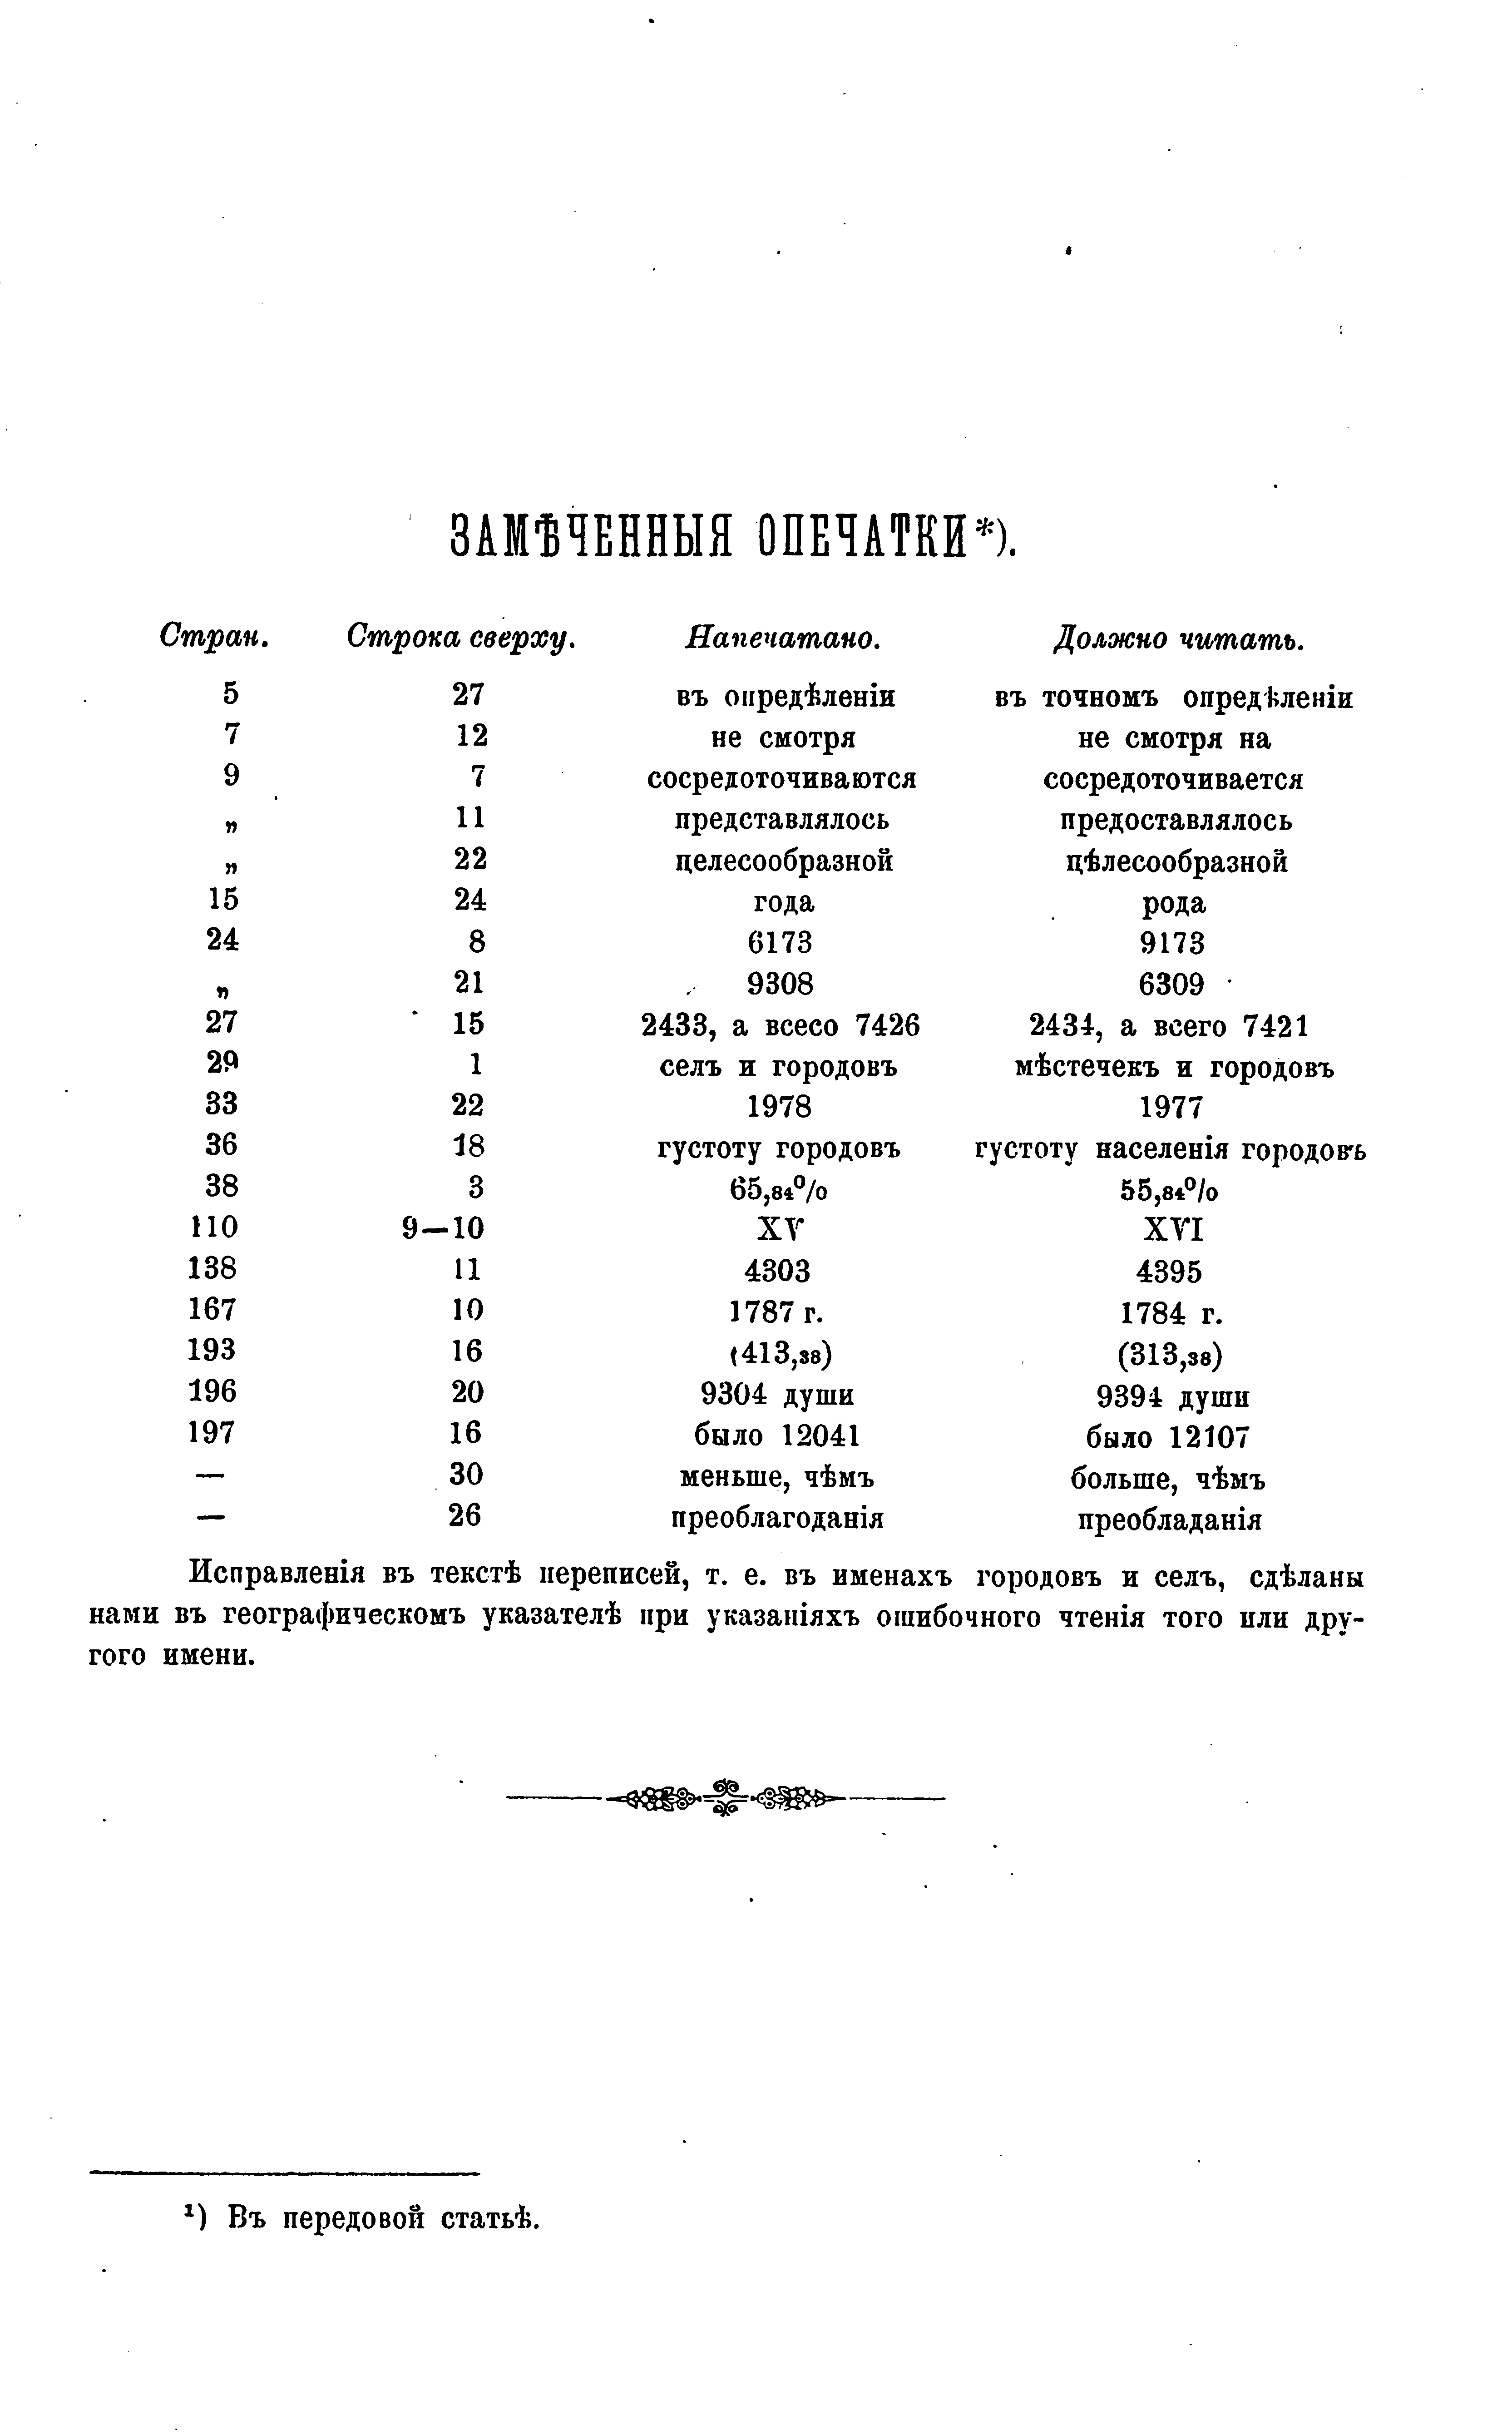 ЗАМѢЧЕННЫЯ ОПЕЧАТКИ*).
Стран. Строка сверху. Напечатано. Должно читать.
5 27 въ опредѣленіи въ точномъ опредѣленіи
7 12 не смотря не смотря на
9 7 сосредоточиваются сосредоточивается
„ 11 представлялось предоставлялось
„ 22 целесообразной цѣлесообразной
15 24 года рода
24 8 6173 9173
„ 21 9308 6309
27 15 2433, а всесо 7426 2434, а всего 7421
29 1 селъ и городовъ мѣстечекъ и городовъ
33 22 1978 1977
36 18 густоту городовъ густоту населенія городовъ
38 3 65,84% 55,84%
110 9—10 XV XVI
138 11 4303 4395
167 10 1787 г. 1784 г.
193 16 (413,38) (313,38)
196 20 9304 души 9394 души
197 16 было 12041 было 12107
— 30 меньше, чѣмъ больше, чѣмъ
— 26 преоблагоданія преобладанія
Исправленія въ текстѣ переписей, т. е. въ именахъ городовъ и селъ, сдѣланы
нами въ географическомъ указателѣ при указаніяхъ ошибочного чтенія того или дру-
гого имени.
¹) Въ передовой статьѣ.